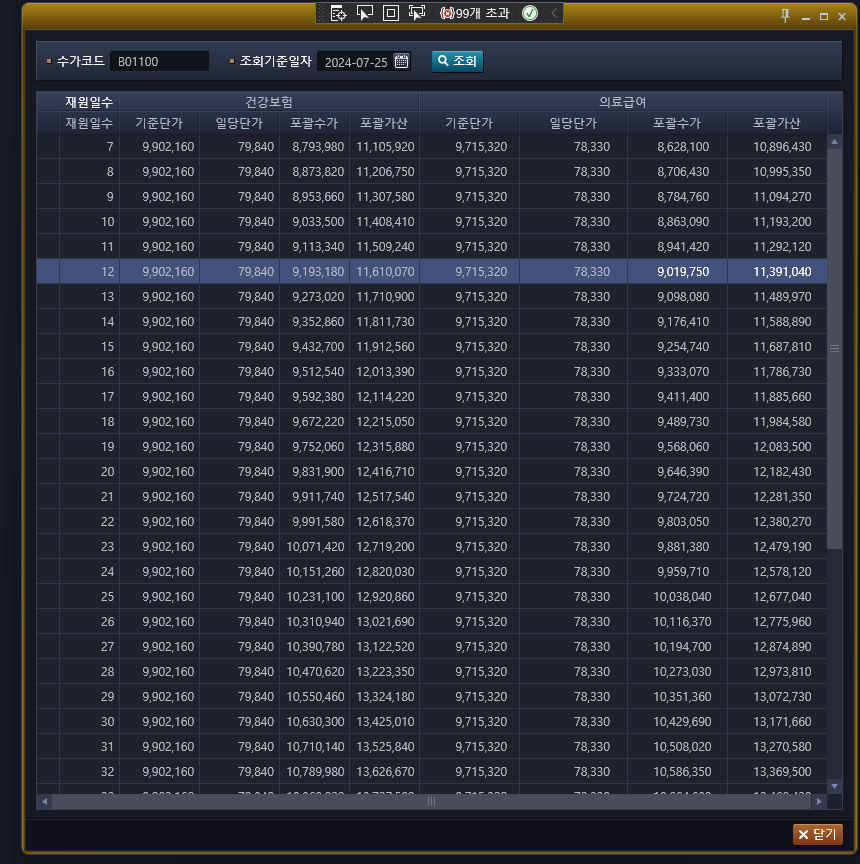 99개 초과
수가코드 B01100 조회기준일자 2024-07-25 조회
재원일수 건강보험 의료급여
재원일수 기준단가 일당단가 포괄수가 포괄가산 기준단가 일당단가 포괄수가 포괄가산
7 9,902,160 79,840 8,793,980 11,105,920 9,715,320 78,330 8,628,100 10,896,430
8 9,902,160 79,840 8,873,820 11,206,750 9,715,320 78,330 8,706,430 10,995,350
9 9,902,160 79,840 8,953,660 11,307,580 9,715,320 78,330 8,784,760 11,094,270
10 9,902,160 79,840 9,033,500 11,408,410 9,715,320 78,330 8,863,090 11,193,200
11 9,902,160 79,840 9,113,340 11,509,240 9,715,320 78,330 8,941,420 11,292,120
12 9,902,160 79,840 9,193,180 11,610,070 9,715,320 78,330 9,019,750 11,391,040
13 9,902,160 79,840 9,273,020 11,710,900 9,715,320 78,330 9,098,080 11,489,970
14 9,902,160 79,840 9,352,860 11,811,730 9,715,320 78,330 9,176,410 11,588,890
15 9,902,160 79,840 9,432,700 11,912,560 9,715,320 78,330 9,254,740 11,687,810
16 9,902,160 79,840 9,512,540 12,013,390 9,715,320 78,330 9,333,070 11,786,730
17 9,902,160 79,840 9,592,380 12,114,220 9,715,320 78,330 9,411,400 11,885,660
18 9,902,160 79,840 9,672,220 12,215,050 9,715,320 78,330 9,489,730 11,984,580
19 9,902,160 79,840 9,752,060 12,315,880 9,715,320 78,330 9,568,060 12,083,500
20 9,902,160 79,840 9,831,900 12,416,710 9,715,320 78,330 9,646,390 12,182,430
21 9,902,160 79,840 9,911,740 12,517,540 9,715,320 78,330 9,724,720 12,281,350
22 9,902,160 79,840 9,991,580 12,618,370 9,715,320 78,330 9,803,050 12,380,270
23 9,902,160 79,840 10,071,420 12,719,200 9,715,320 78,330 9,881,380 12,479,190
24 9,902,160 79,840 10,151,260 12,820,030 9,715,320 78,330 9,959,710 12,578,120
25 9,902,160 79,840 10,231,100 12,920,860 9,715,320 78,330 10,038,040 12,677,040
26 9,902,160 79,840 10,310,940 13,021,690 9,715,320 78,330 10,116,370 12,775,960
27 9,902,160 79,840 10,390,780 13,122,520 9,715,320 78,330 10,194,700 12,874,890
28 9,902,160 79,840 10,470,620 13,223,350 9,715,320 78,330 10,273,030 12,973,810
29 9,902,160 79,840 10,550,460 13,324,180 9,715,320 78,330 10,351,360 13,072,730
30 9,902,160 79,840 10,630,300 13,425,010 9,715,320 78,330 10,429,690 13,171,660
31 9,902,160 79,840 10,710,140 13,525,840 9,715,320 78,330 10,508,020 13,270,580
32 9,902,160 79,840 10,789,980 13,626,670 9,715,320 78,330 10,586,350 13,369,500
닫기